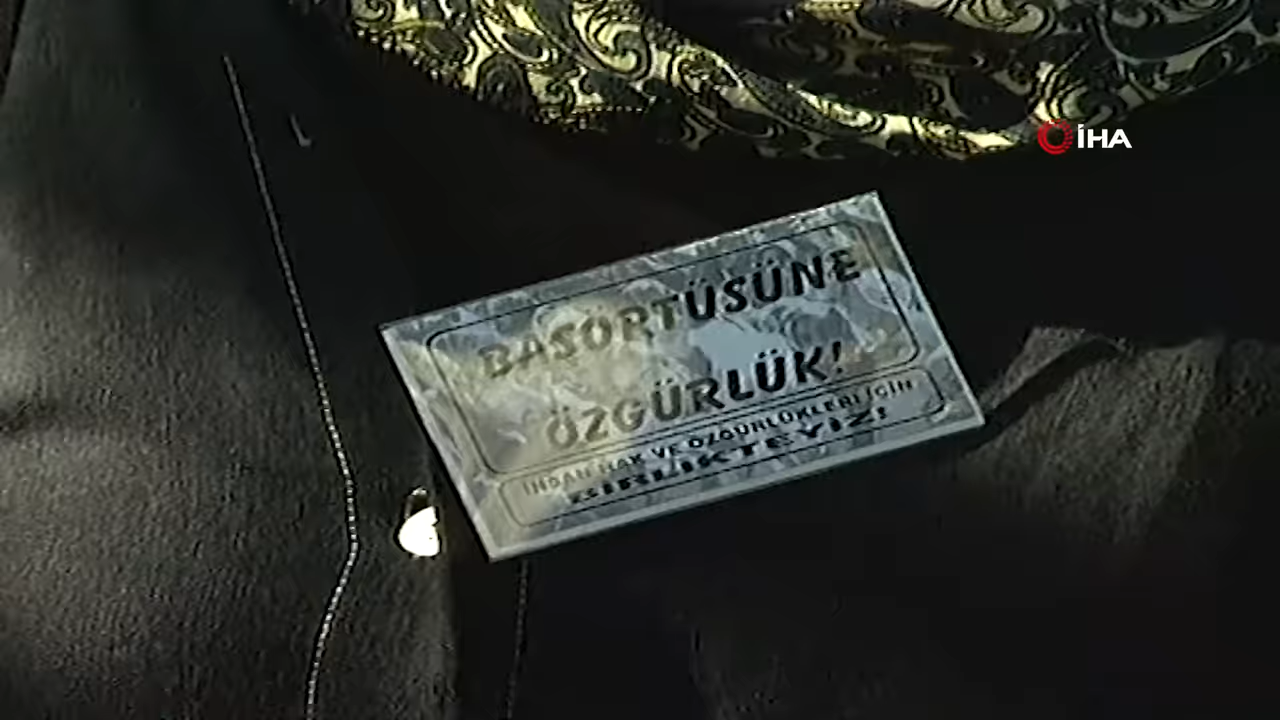 İHA
BAŞÖRTÜSÜNE
ÖZGÜRLÜK!
İNSAN HAK VE ÖZGÜRLÜKLERİ İÇİN
BİRLİKTEYİZ!